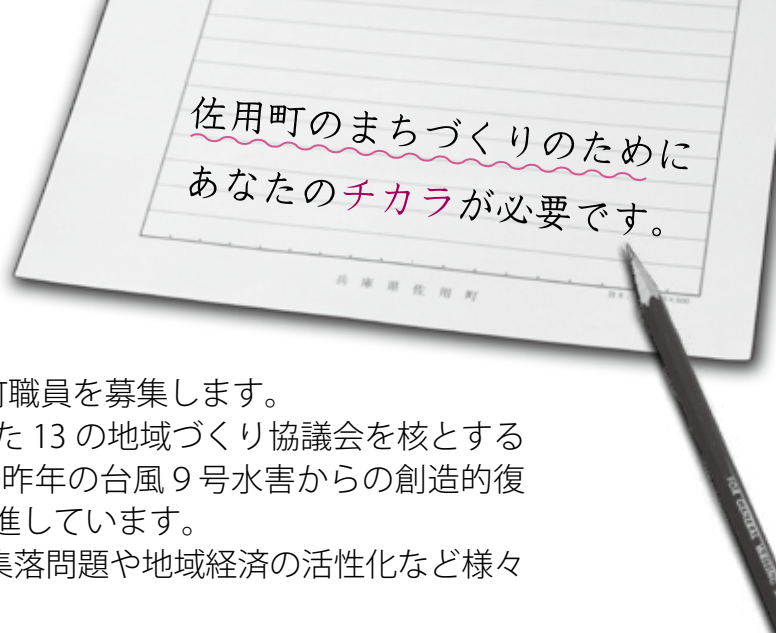 佐用町のまちづくりのために
あなたのチカラが必要です。
兵庫県佐用町
町職員を募集します。
た 13 の地域づくり協議会を核とする
昨年の台風９号水害からの創造的復
進しています。
集落問題や地域経済の活性化など様々
FOR GENERAL WRITING